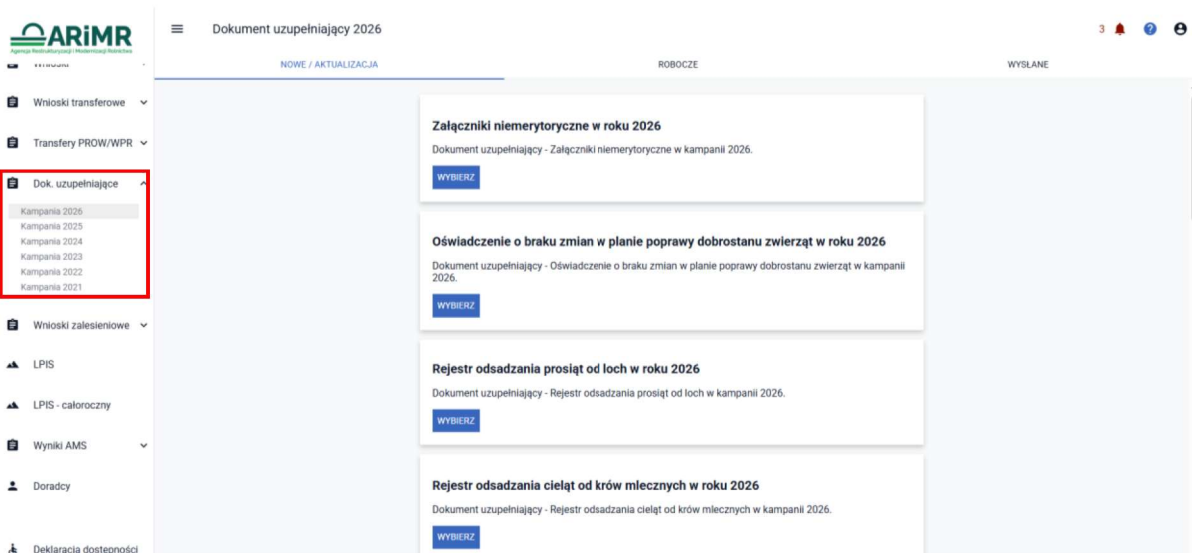 ARiMR
Agencja Restrukturyzacji i Modernizacji Rolnictwa
Dokument uzupełniający 2026
3
NOWE / AKTUALIZACJA
ROBOCZE
WYSŁANE
Wnioski
Wnioski transferowe
Transfery PROW/WPR
Dok. uzupełniające
Kampania 2026
Kampania 2025
Kampania 2024
Kampania 2023
Kampania 2022
Kampania 2021
Wnioski zalesieniowe
LPIS
LPIS - całoroczny
Wyniki AMS
Doradcy
Deklaracja dostępności
Załączniki niemerytoryczne w roku 2026
Dokument uzupełniający - Załączniki niemerytoryczne w kampanii 2026.
WYBIERZ
Oświadczenie o braku zmian w planie poprawy dobrostanu zwierząt w roku 2026
Dokument uzupełniający - Oświadczenie o braku zmian w planie poprawy dobrostanu zwierząt w kampanii
2026.
WYBIERZ
Rejestr odsadzania prosiąt od loch w roku 2026
Dokument uzupełniający - Rejestr odsadzania prosiąt od loch w kampanii 2026.
WYBIERZ
Rejestr odsadzania cieląt od krów mlecznych w roku 2026
Dokument uzupełniający - Rejestr odsadzania cieląt od krów mlecznych w kampanii 2026.
WYBIERZ